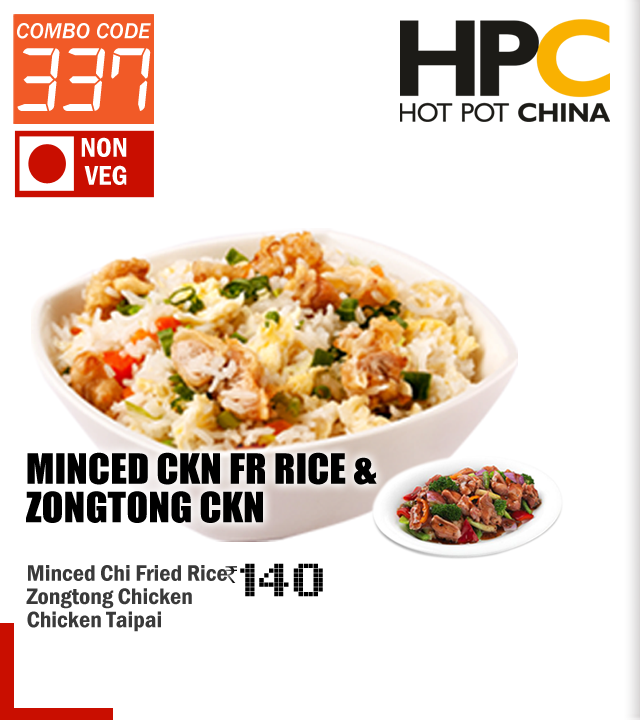 COMBO CODE
337
NON
VEG
HPC
HOT POT CHINA
MINCED CKN FR RICE &
ZONGTONG CKN
Minced Chi Fried Rice ₹140
Zongtong Chicken
Chicken Taipai